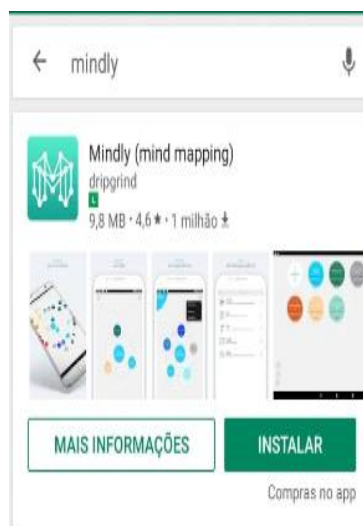 mindly
Mindly (mind mapping)
dripgrind
L
9,8 MB • 4,6 ★ • 1 milhão
MAIS INFORMAÇÕES
INSTALAR
Compras no app